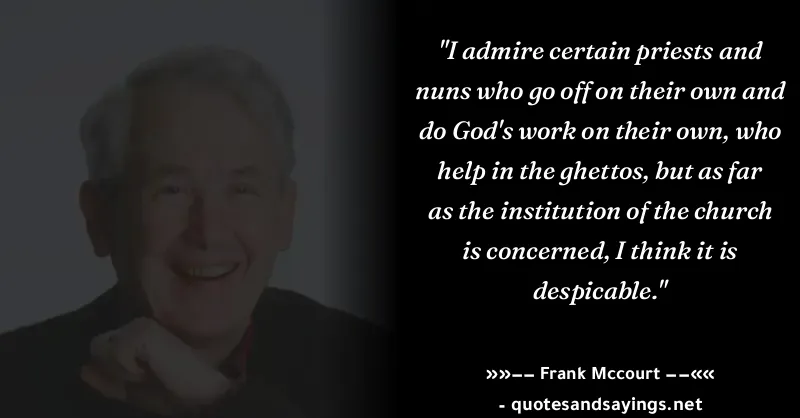 "I admire certain priests and
nuns who go off on their own and
do God's work on their own, who
help in the ghettos, but as far
as the institution of the church
is concerned, I think it is
despicable."
»»–– Frank Mccourt ––««
- quotesandsayings.net